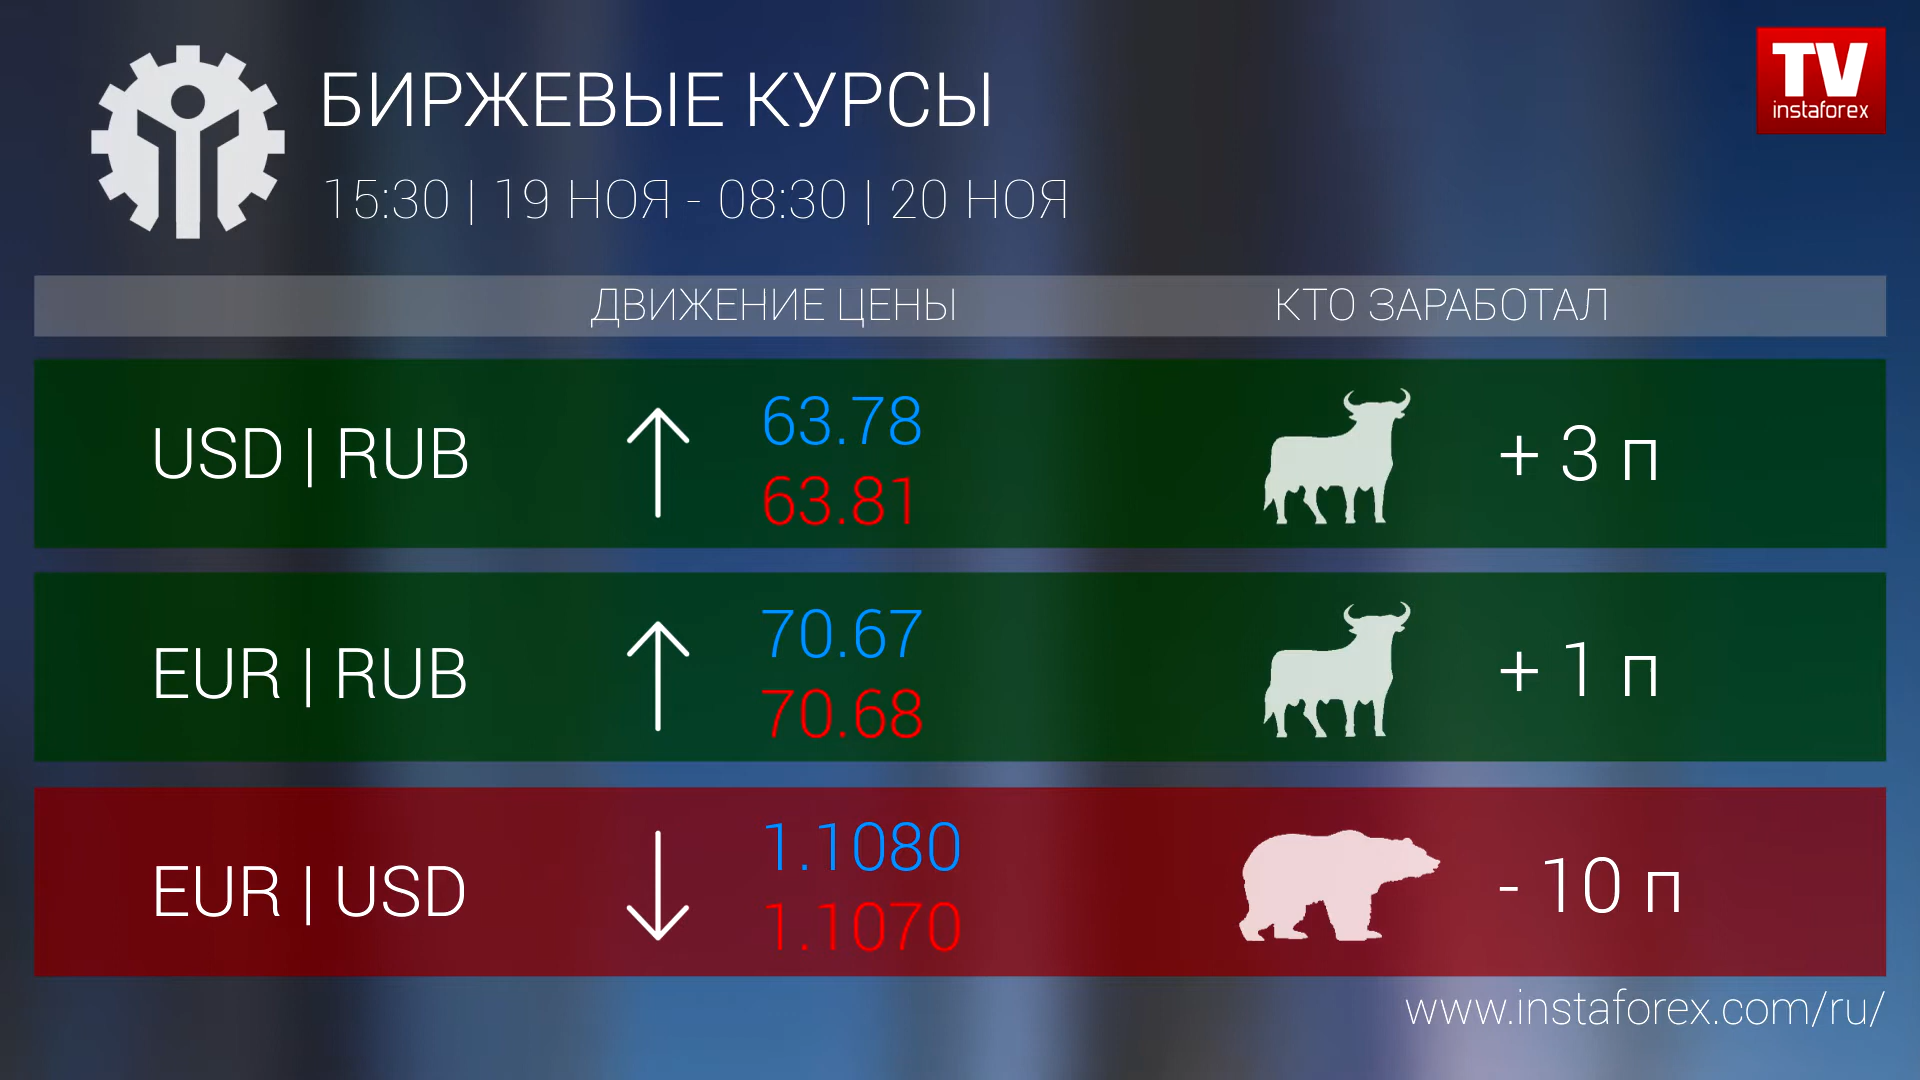 БИРЖЕВЫЕ КУРСЫ
TV
instaforex
15:30 | 19 НОЯ - 08:30 | 20 НОЯ
ДВИЖЕНИЕ ЦЕНЫ КТО ЗАРАБОТАЛ
USD | RUB
63.78
63.81
+ 3 п
EUR | RUB
70.67
70.68
+ 1 п
EUR | USD
1.1080
1.1070
- 10 п
www.instaforex.com/ru/